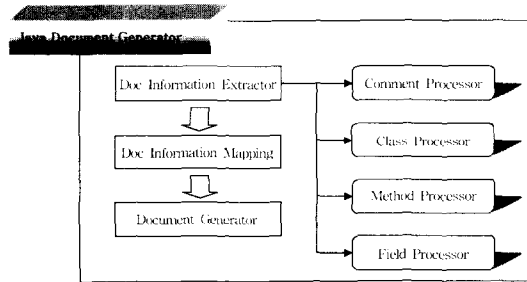 Java Document Generator
Doc Information Extractor
Doc Information Mapping
Document Generator
Comment Processor
Class Processor
Method Processor
Field Processor